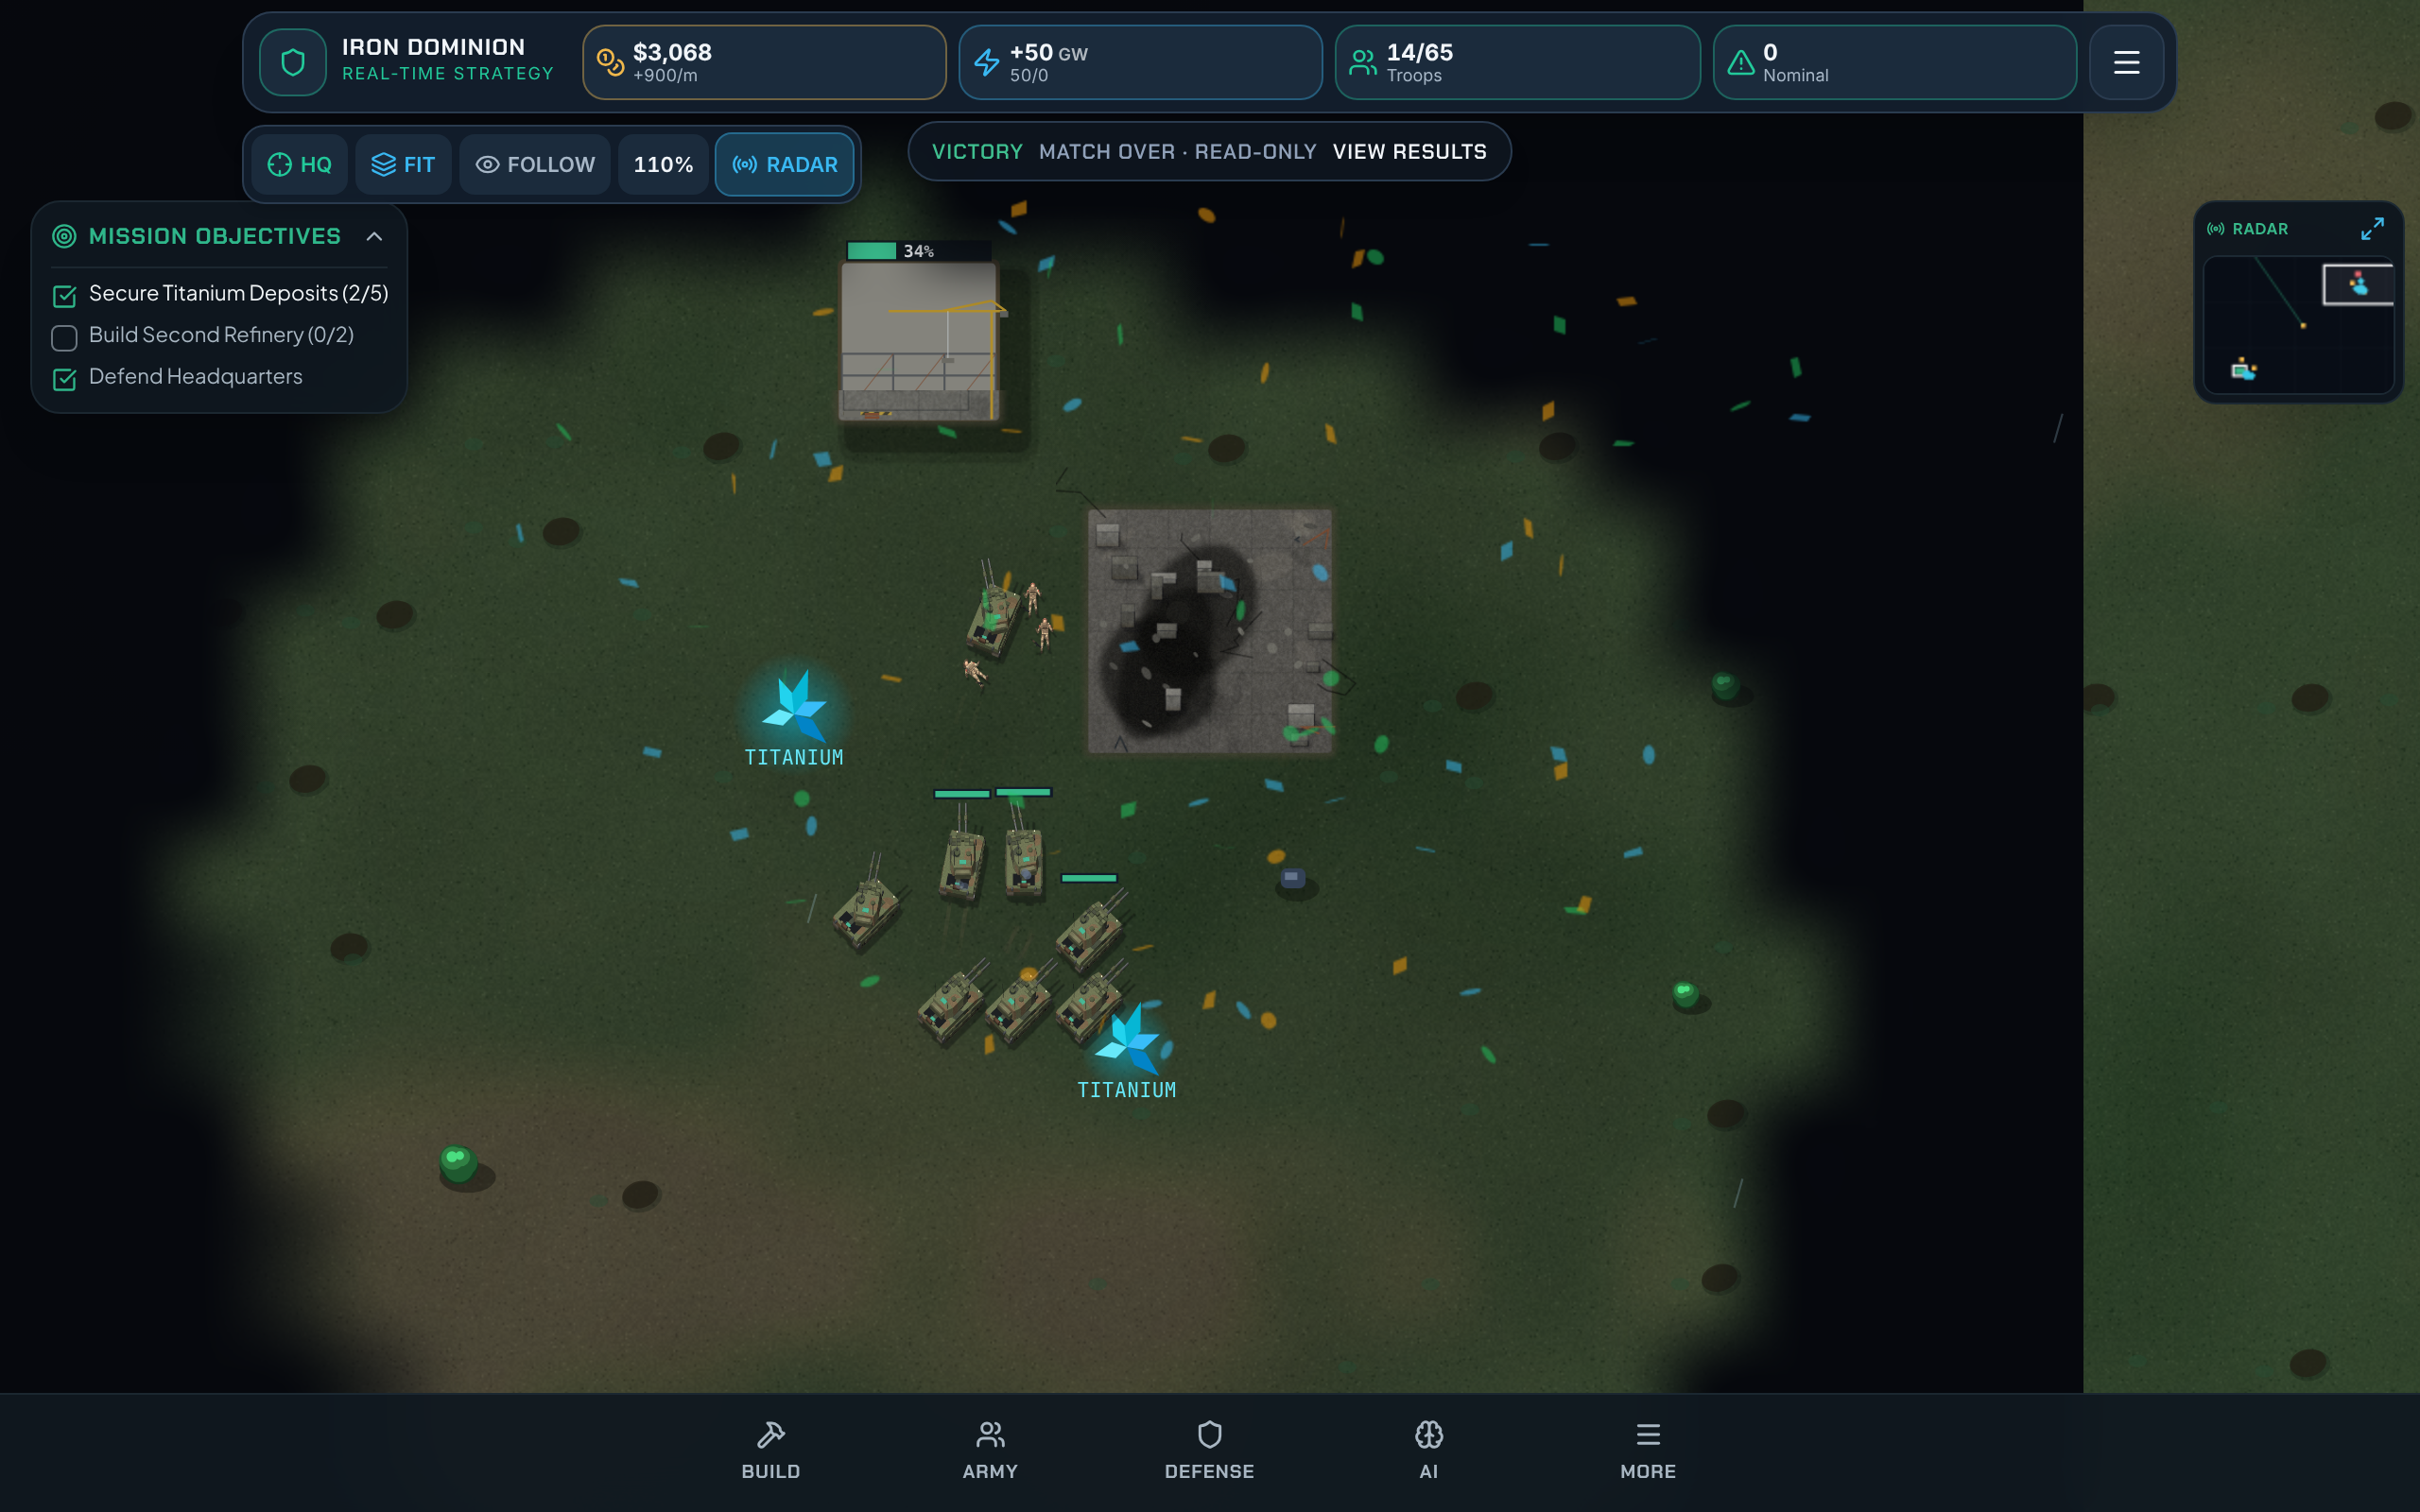 IRON DOMINION
REAL-TIME STRATEGY
$3,068
+900/m
+50 GW
50/0
14/65
Troops
0
Nominal
HQ
FIT
FOLLOW
110%
RADAR
VICTORY MATCH OVER · READ-ONLY VIEW RESULTS
MISSION OBJECTIVES
Secure Titanium Deposits (2/5)
Build Second Refinery (0/2)
Defend Headquarters
RADAR
34%
TITANIUM
TITANIUM
BUILD
ARMY
DEFENSE
AI
MORE